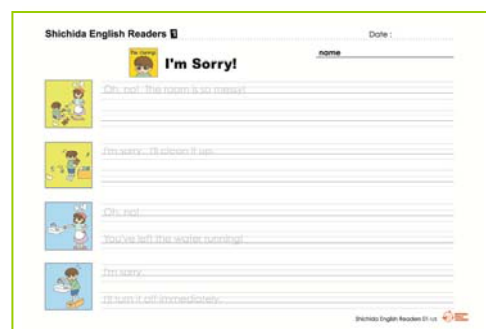 Shichida English Readers 1
Date :
name
I'm Sorry!
Oh, no! The room is so messy!
I'm sorry. I'll clean it up.
Oh, no!
You've left the water running!
I'm sorry.
I'll turn it off immediately.
Shichida English Readers